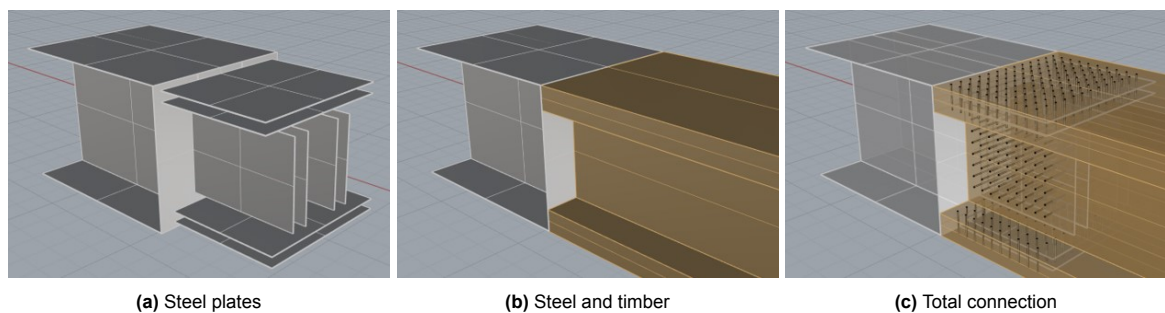 (a) Steel plates
(b) Steel and timber
(c) Total connection